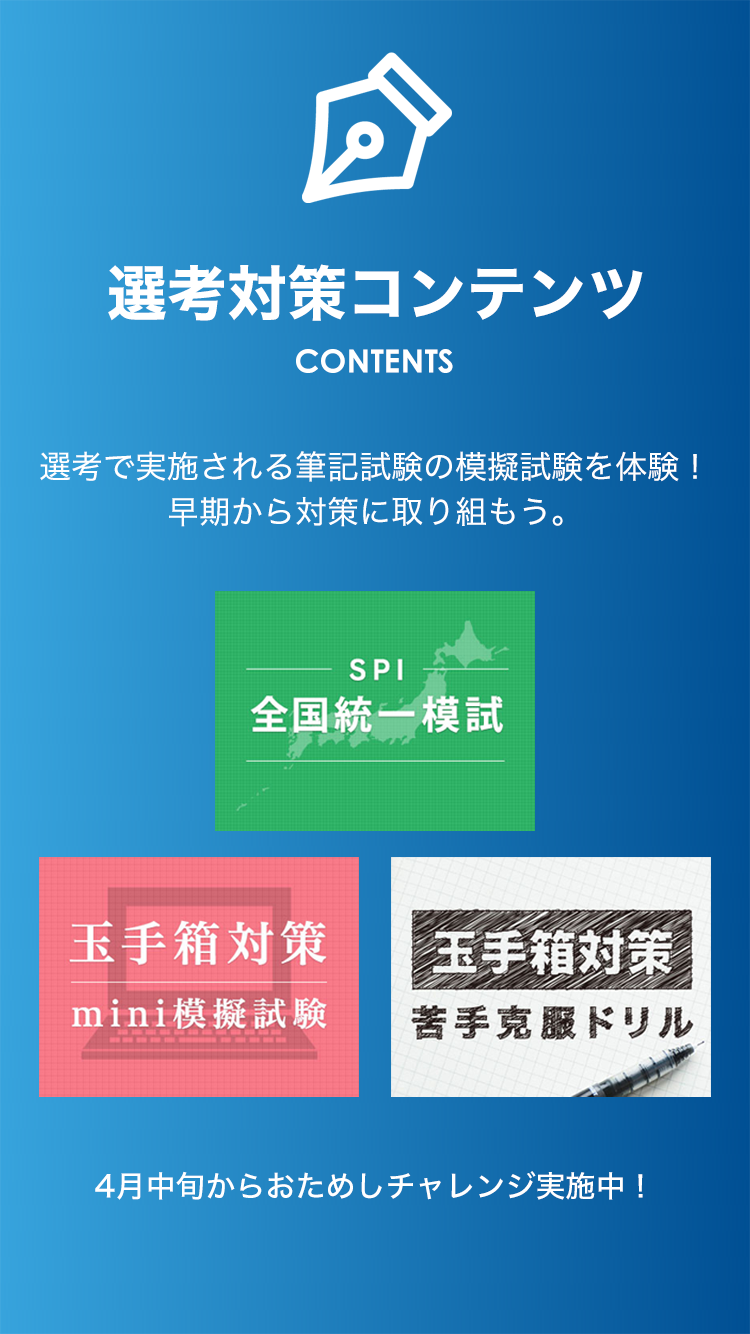 選考対策コンテンツ
CONTENTS
選考で実施される筆記試験の模擬試験を体験！
早期から対策に取り組もう。
SPI
全国統一模試
玉手箱対策
mini模擬試験
玉手箱対策
苦手克服ドリル
4月中旬からおためしチャレンジ実施中！